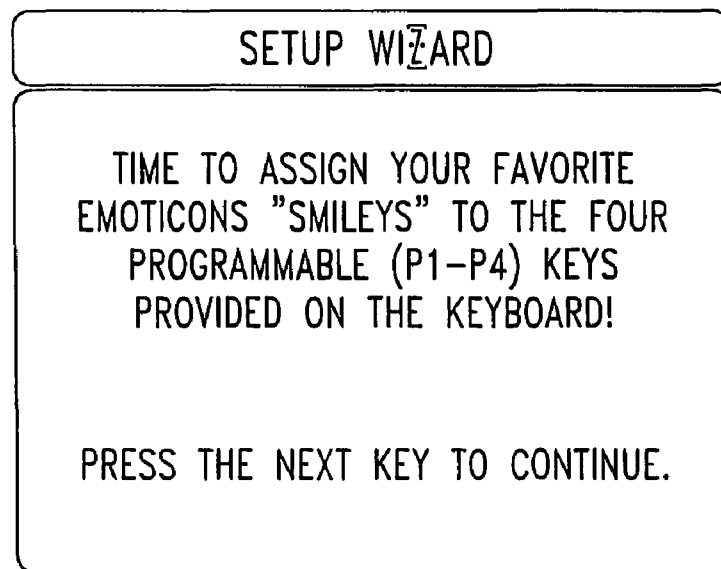 SETUP WIZARD
TIME TO ASSIGN YOUR FAVORITE
EMOTICONS "SMILEYS" TO THE FOUR
PROGRAMMABLE (P1-P4) KEYS
PROVIDED ON THE KEYBOARD!
PRESS THE NEXT KEY TO CONTINUE.